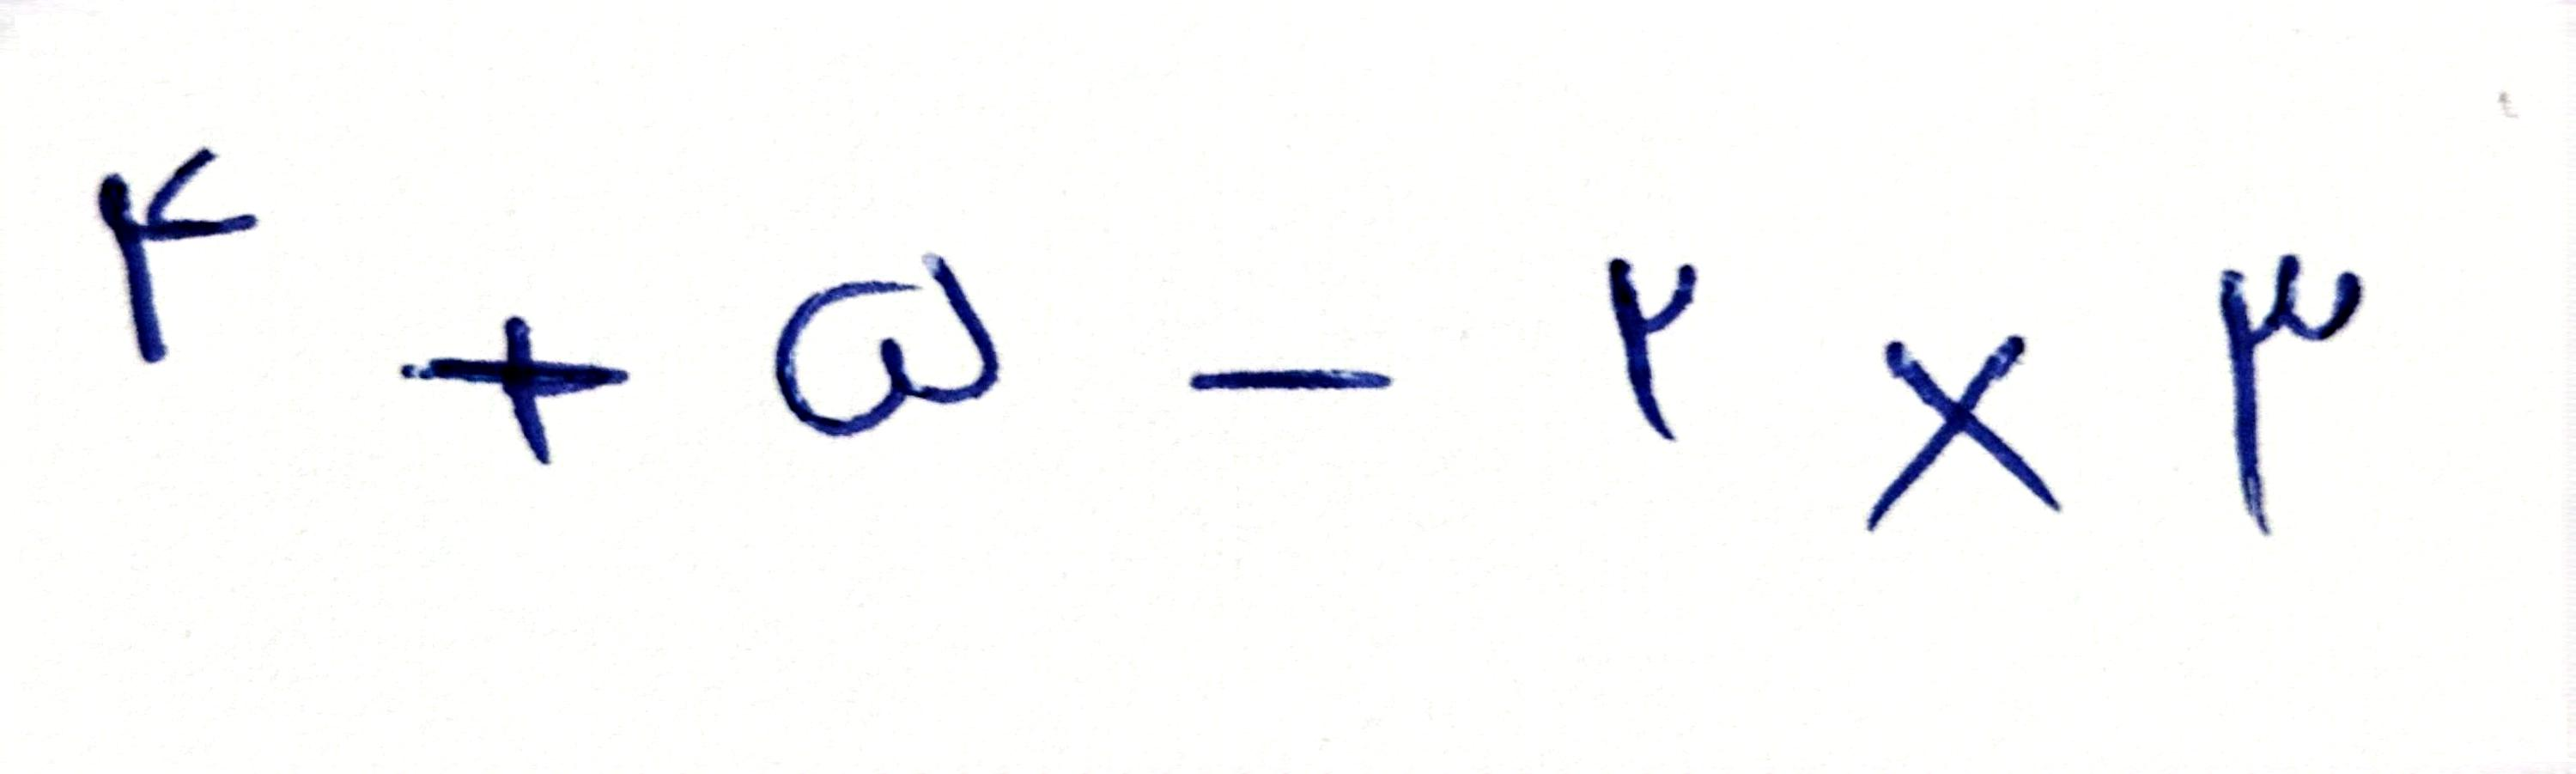 ۴ + ۵ - ۲ × ۳